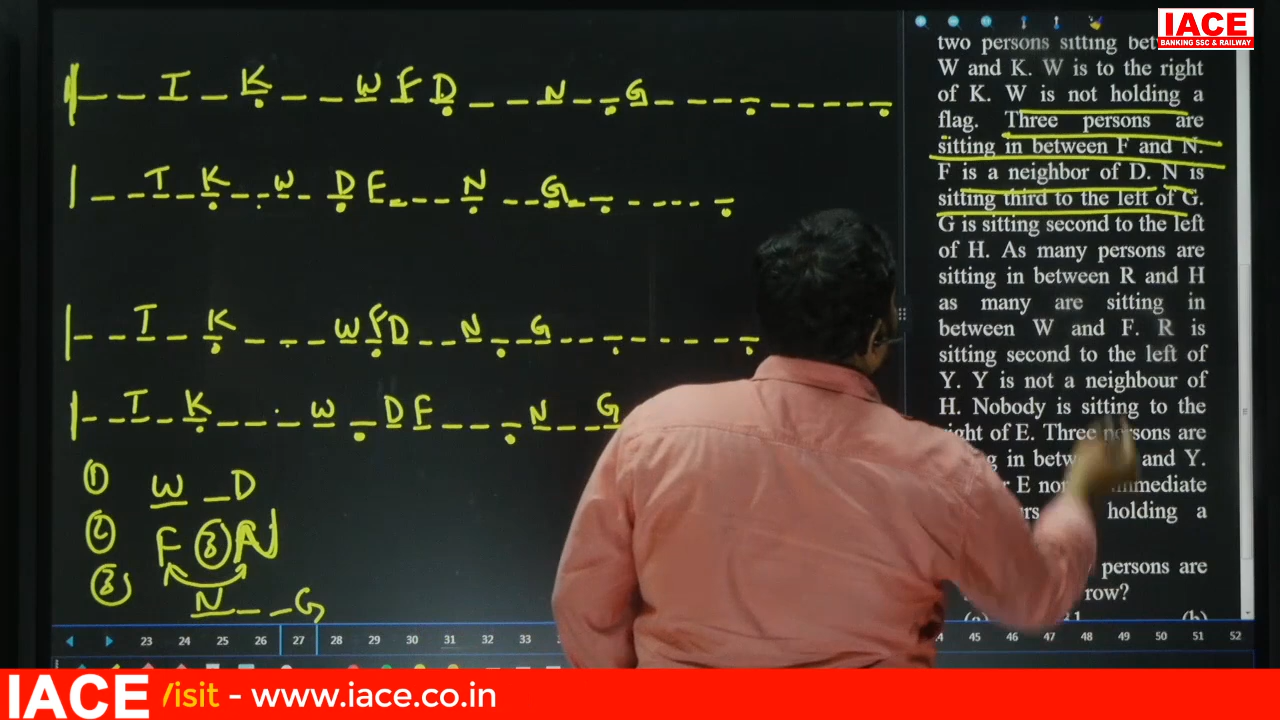 IACE
BANKING SSC & RAILWAY
T K W F D N G
T K W D F N G
T K W F D N G
T K W D F N G
① W _ D
② F ③ N
③ N _ _ G
two persons sitting
W and K. W is to the right
of K. W is not holding a
flag. Three persons are
sitting in between F and N.
F is a neighbor of D. N is
sitting third to the left of G.
G is sitting second to the left
of H. As many persons are
sitting in between R and H
as many are sitting in
between W and F. R is
sitting second to the left of
Y. Y is not a neighbour of
H. Nobody is sitting to the
right of E. Three persons are
in and Y.
E
holding a
persons are
row?
23 24 25 26 27 28 29 30 31 32 33 45 46 47 48 49 50 51 52
IACE Visit - www.iace.co.in